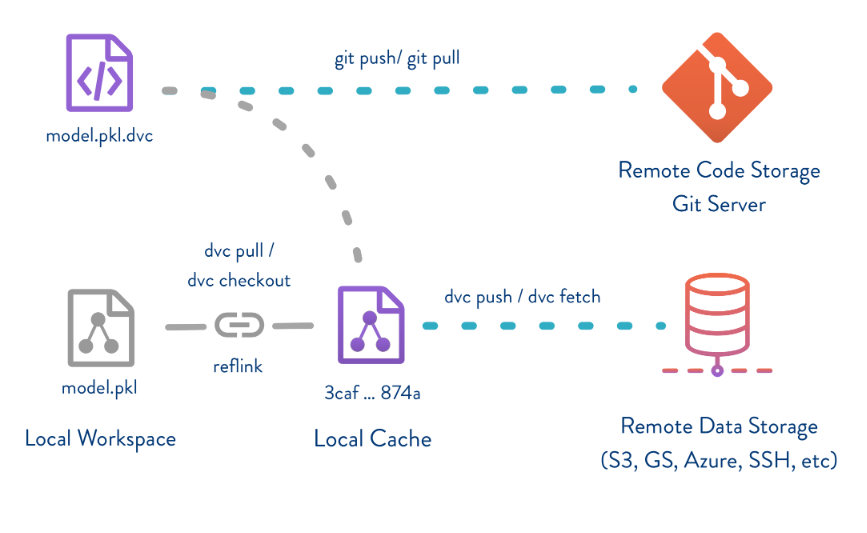 git push/ git pull
model.pkl.dvc
Remote Code Storage
Git Server
dvc pull /
dvc checkout
dvc push / dvc fetch
reflink
model.pkl
3caf ... 874a
Local Workspace
Local Cache
Remote Data Storage
(S3, GS, Azure, SSH, etc)